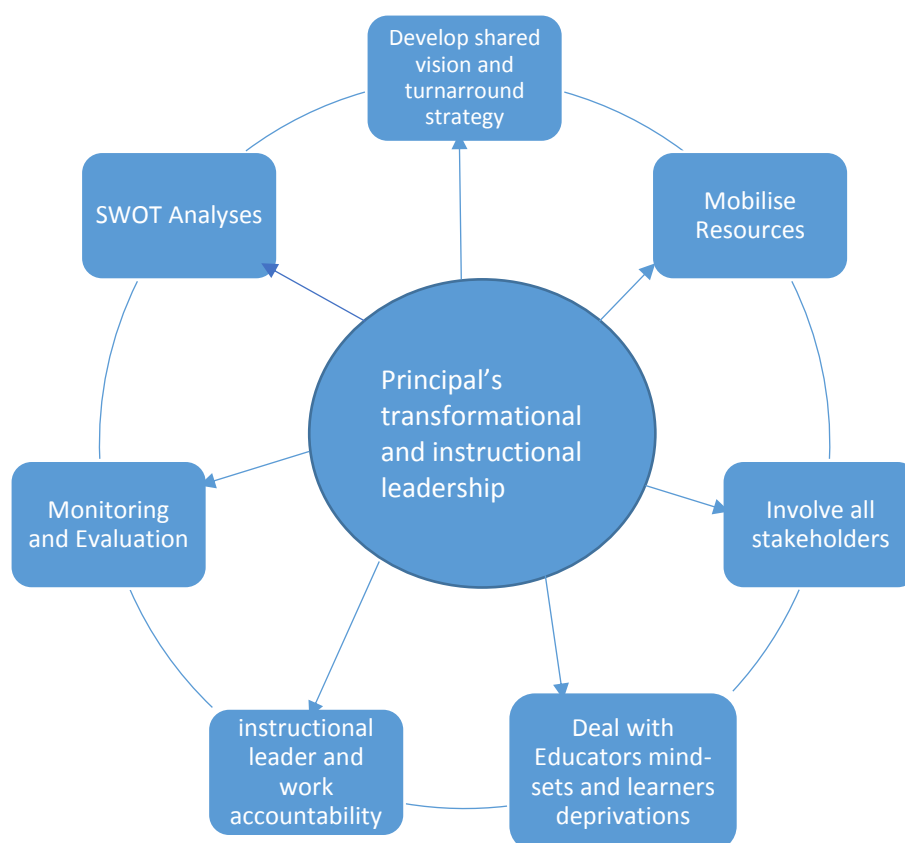 Develop shared
vision and
turnarround
strategy
SWOT Analyses
Mobilise
Resources
Principal's
transformational
and instructional
leadership
Monitoring
and Evaluation
Involve all
stakeholders
instructional
leader and
work
accountability
Deal with
Educators mind-
sets and learners
deprivations